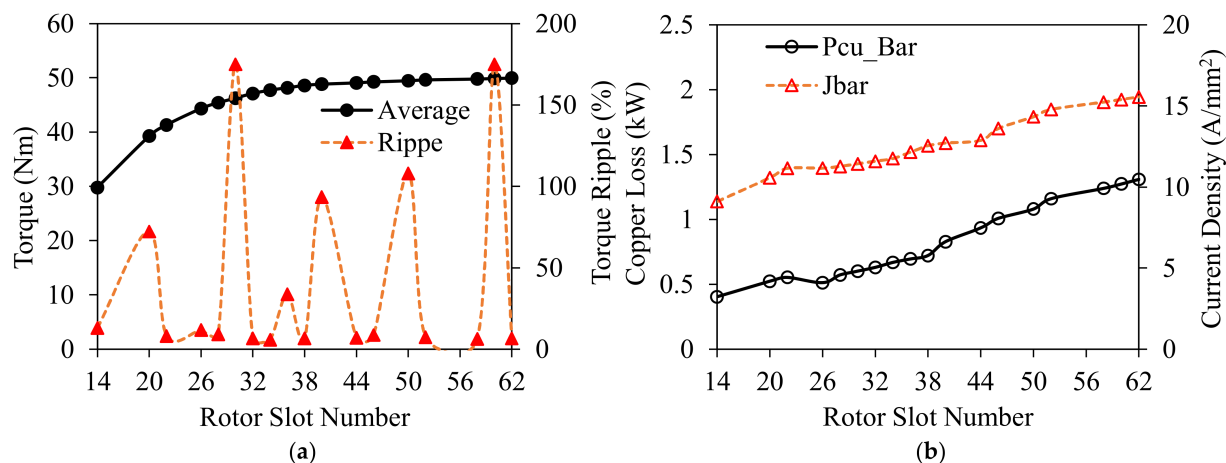 60
50
40
30
20
10
0
Torque (Nm)
200
150
100
50
0
Torque Ripple (%)
Average
Rippe
14 20 26 32 38 44 50 56 62
Rotor Slot Number
(a)
2.5
2
1.5
1
0.5
0
Copper Loss (kW)
20
15
10
5
0
Current Density (A/mm²)
Pcu_Bar
Jbar
14 20 26 32 38 44 50 56 62
Rotor Slot Number
(b)